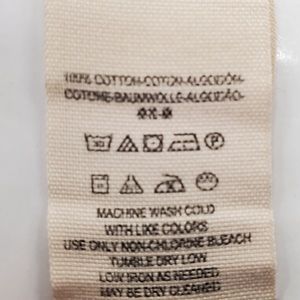 100% COTTON-COTON-ALGODÓN-
COTONE-BAUMWOLLE-ALGODÃO-
MACHINE WASH COLD
WITH LIKE COLORS
USE ONLY NON-CHLORINE BLEACH
TUMBLE DRY LOW
LOW IRON AS NEEDED
MAY BE DRY CLEANED